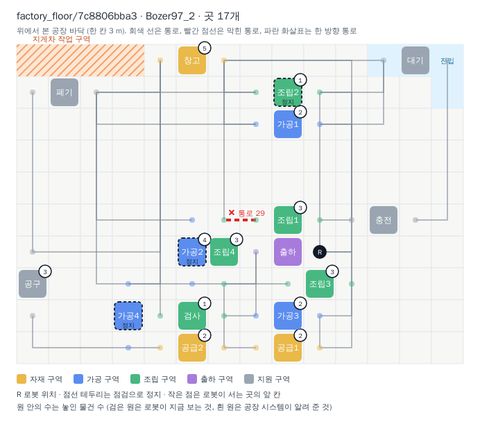 factory_floor/7c8806bba3 · Bozer97_2 · 곳 17개
위에서 본 공장 바닥 (한 칸 3 m). 회색 선은 통로, 빨간 점선은 막힌 통로, 파란 화살표는 한 방향 통로
지게차 작업 구역
창고 5
대기
전립
폐기
조립2 1
정지
가공1 2
통로 29
조립1 3
충전
가공2 4
정지
조립4 3
출하
R
공구 3
조립3 3
가공4
정지
검사 1
가공3 2
공급2 2
공급1 2
자재 구역
가공 구역
조립 구역
출하 구역
지원 구역
R 로봇 위치 · 점선 테두리는 점검으로 정지 · 작은 점은 로봇이 서는 곳의 앞 칸
원 안의 수는 놓인 물건 수 (검은 원은 로봇이 지금 보는 것, 흰 원은 공장 시스템이 알려 준 것)